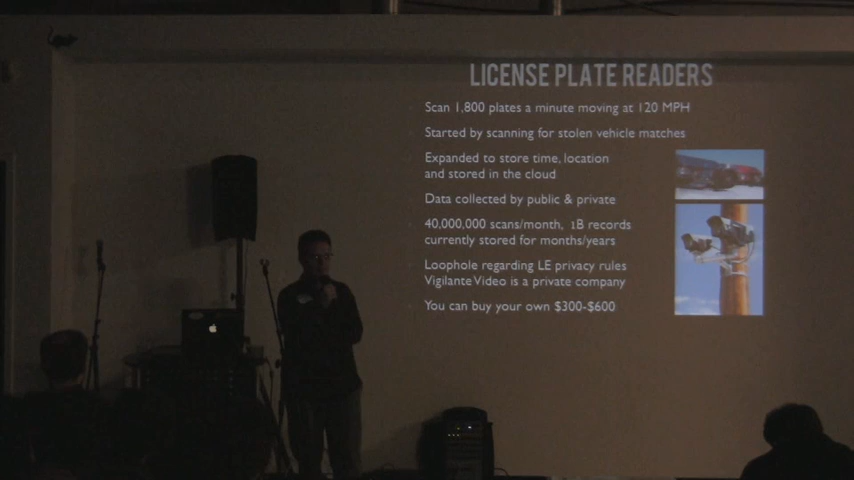 LICENSE PLATE READERS
Scan 1,800 plates a minute moving at 120 MPH
Started by scanning for stolen vehicle matches
Expanded to store time, location
and stored in the cloud
Data collected by public & private
40,000,000 scans/month, 1B records
currently stored for months/years
Loophole regarding LE privacy rules
Vigilante Video is a private company
You can buy your own $300-$600